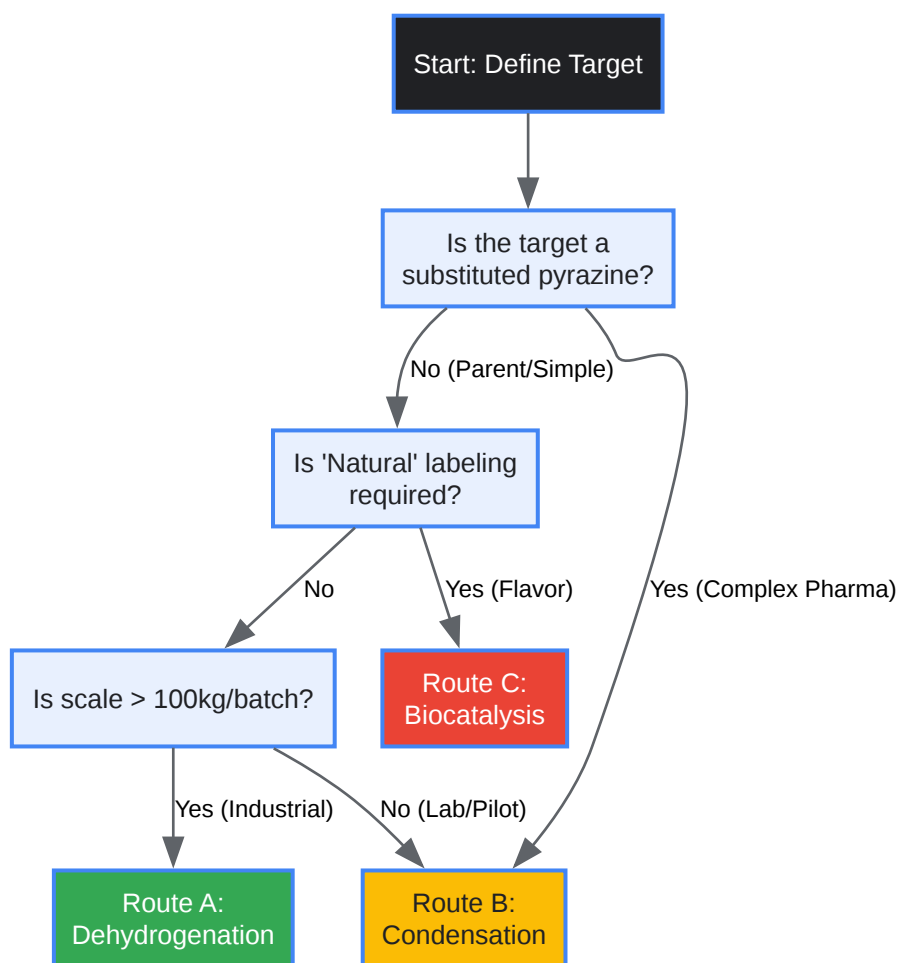 Start: Define Target
Is the target a
substituted pyrazine?
No (Parent/Simple)
Is 'Natural' labeling
required?
No
Yes (Flavor)
Yes (Complex Pharma)
Is scale > 100kg/batch?
Route C:
Biocatalysis
Yes (Industrial)
No (Lab/Pilot)
Route A:
Dehydrogenation
Route B:
Condensation